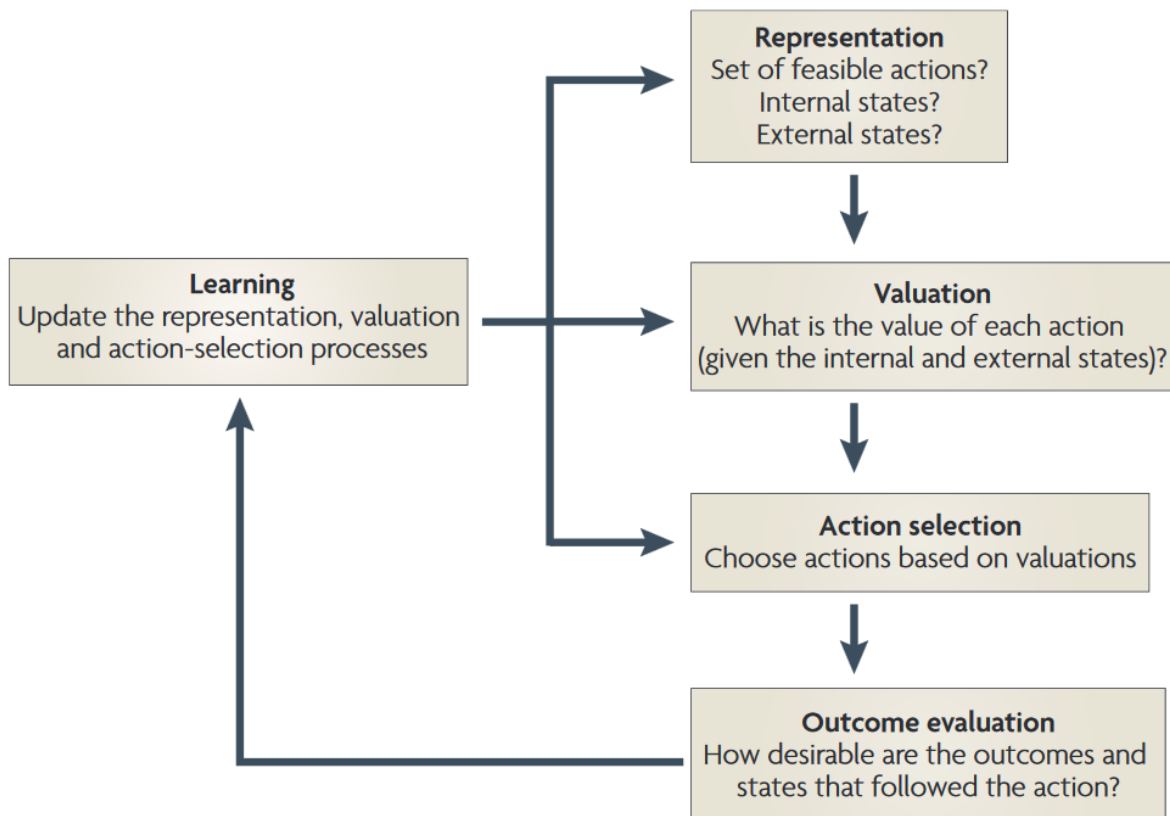 Representation
Set of feasible actions?
Internal states?
External states?
Learning
Update the representation, valuation
and action-selection processes
Valuation
What is the value of each action
(given the internal and external states)?
Action selection
Choose actions based on valuations
Outcome evaluation
How desirable are the outcomes and
states that followed the action?